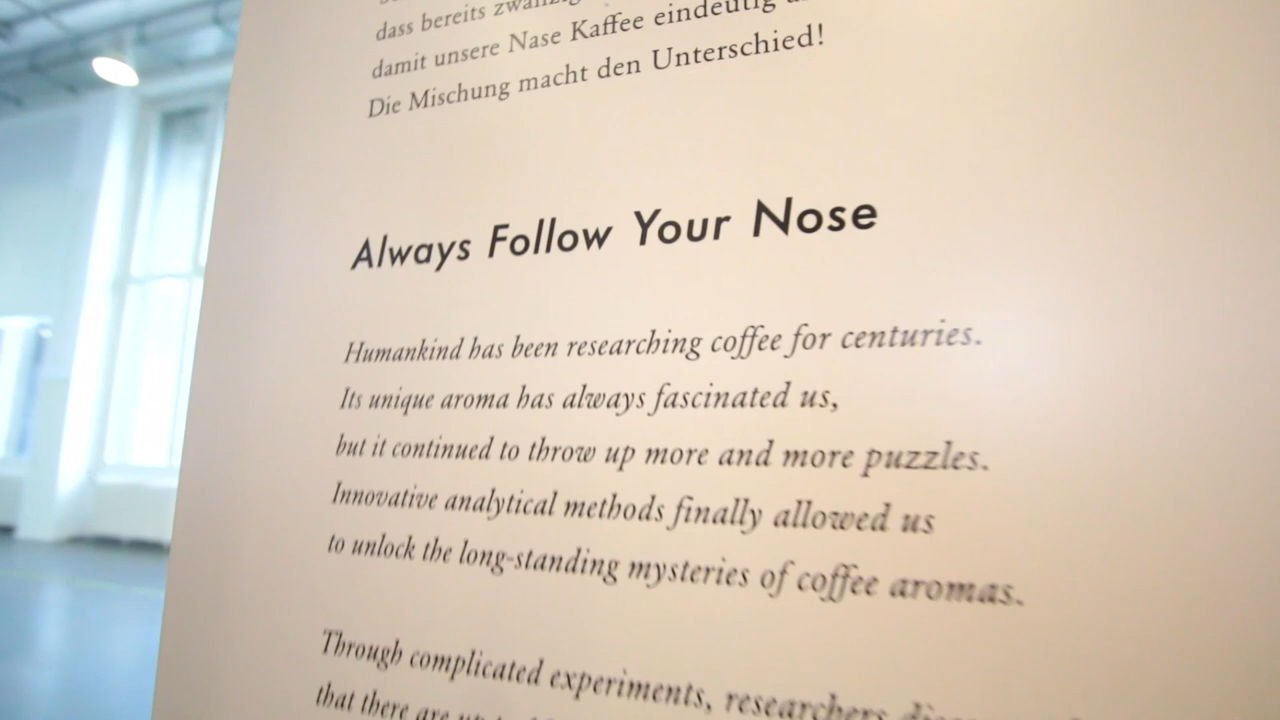 dass bereits
damit unsere Nase Kaffee eindeutig
Die Mischung macht den Unterschied!
Always Follow Your Nose
Humankind has been researching coffee for centuries.
Its unique aroma has always fascinated us,
but it continued to throw up more and more puzzles.
Innovative analytical methods finally allowed us
to unlock the long-standing mysteries of coffee aromas.
Through complicated experiments, researchers
that there are